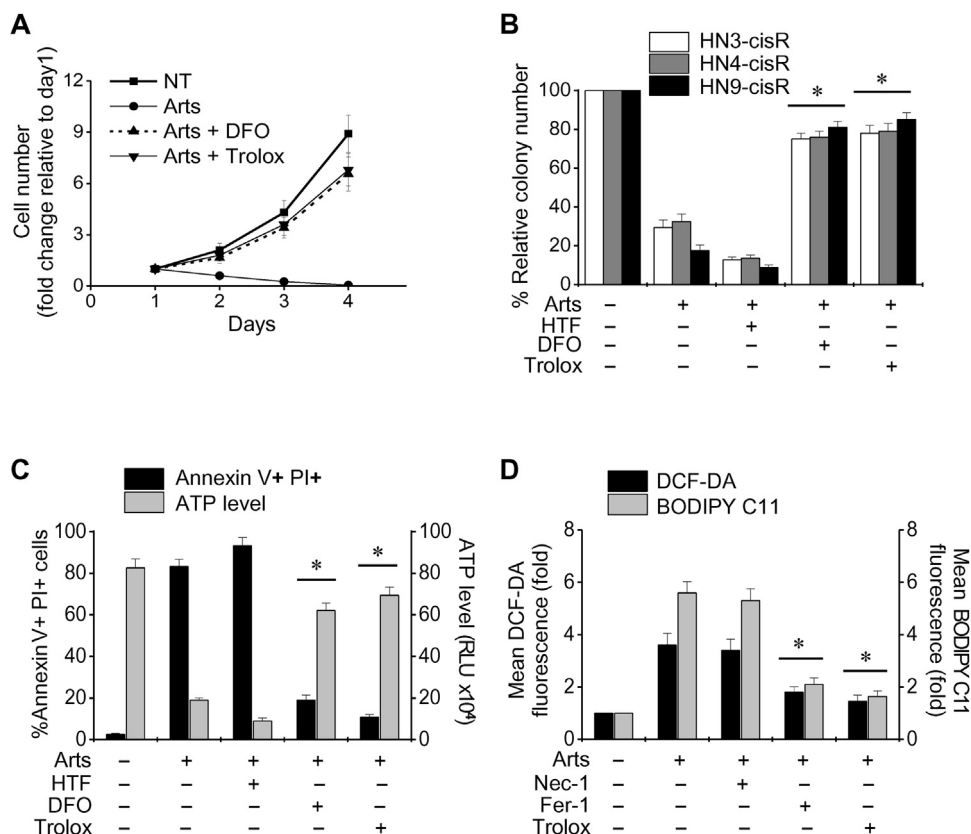 A
Cell number
(fold change relative to day1)
12
9
6
3
0
NT
Arts
Arts + DFO
Arts + Trolox
0 1 2 3 4
Days
B
HN3-cisR
HN4-cisR
HN9-cisR
% Relative colony number
100
80
60
40
20
0
* *
Arts – + + + +
HTF – – + – –
DFO – – – + –
Trolox – – – – +
C
Annexin V+ PI+
ATP level
%Annexin V+ PI+ cells
100
80
60
40
20
0
* *
100
80
60
40
20
0
ATP level (RLU x10⁴)
Arts – + + + +
HTF – – + – –
DFO – – – + –
Trolox – – – – +
D
DCF-DA
BODIPY C11
Mean DCF-DA
fluorescence (fold)
8
6
4
2
0
* *
8
6
4
2
0
Mean BODIPY C11
fluorescence (fold)
Arts – + + + +
Nec-1 – – + – –
Fer-1 – – – + –
Trolox – – – – +